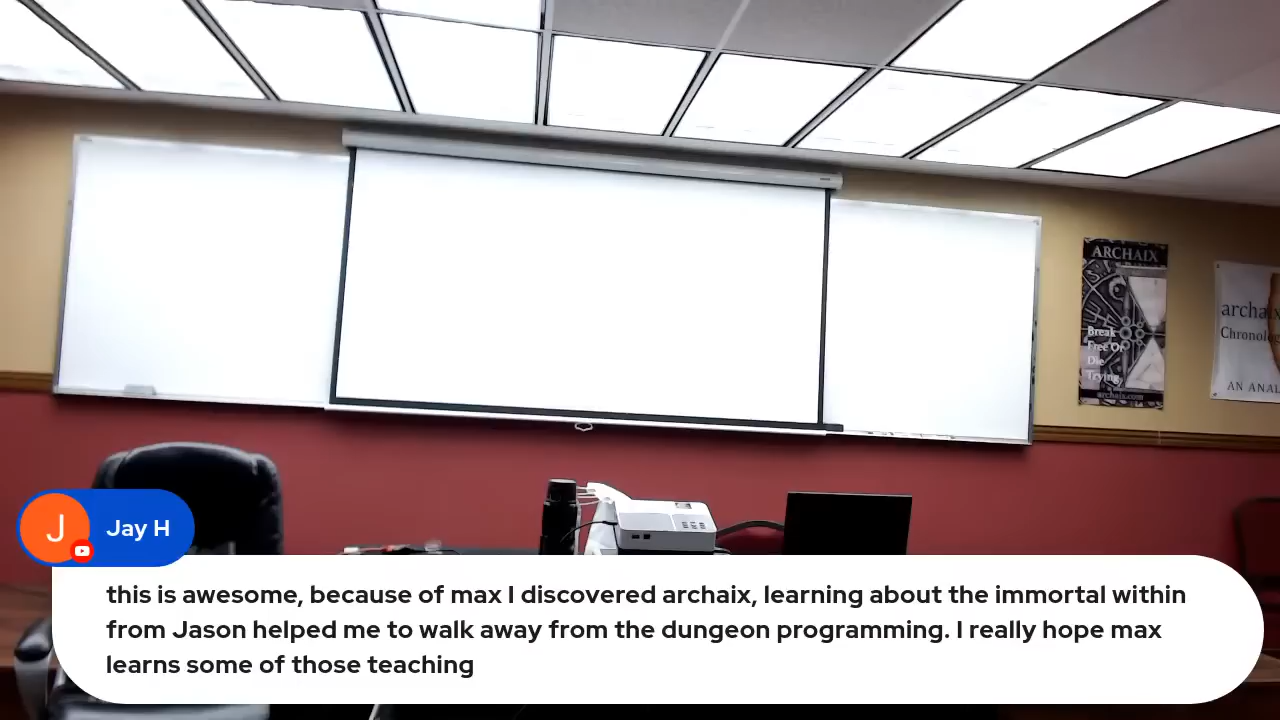 ARCHAIX
Break
Free Or
Die
Trying
archaix.com
archaix
Chronolo
AN ANAL
J
Jay H
this is awesome, because of max I discovered archaix, learning about the immortal within
from Jason helped me to walk away from the dungeon programming. I really hope max
learns some of those teaching